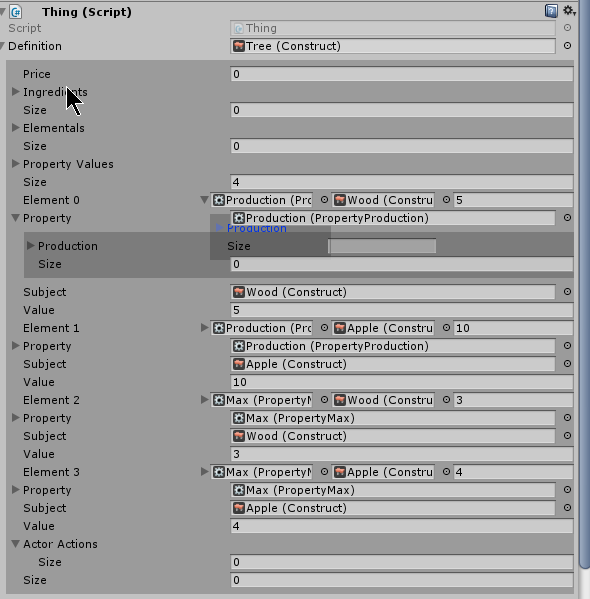 Thing (Script)
Script Thing
Definition Tree (Construct)
Price 0
Ingredients
Size 0
Elementals
Size 0
Property Values
Size 4
Element 0 Production (Prc Wood (Constru 5
Property Production (PropertyProduction)
Production
Production Size
Size 0
Subject Wood (Construct)
Value 5
Element 1 Production (Prc Apple (Constru 10
Property Production (PropertyProduction)
Subject Apple (Construct)
Value 10
Element 2 Max (PropertyM Wood (Constru 3
Property Max (PropertyMax)
Subject Wood (Construct)
Value 3
Element 3 Max (PropertyM Apple (Constru 4
Property Max (PropertyMax)
Subject Apple (Construct)
Value 4
Actor Actions
Size 0
Size 0